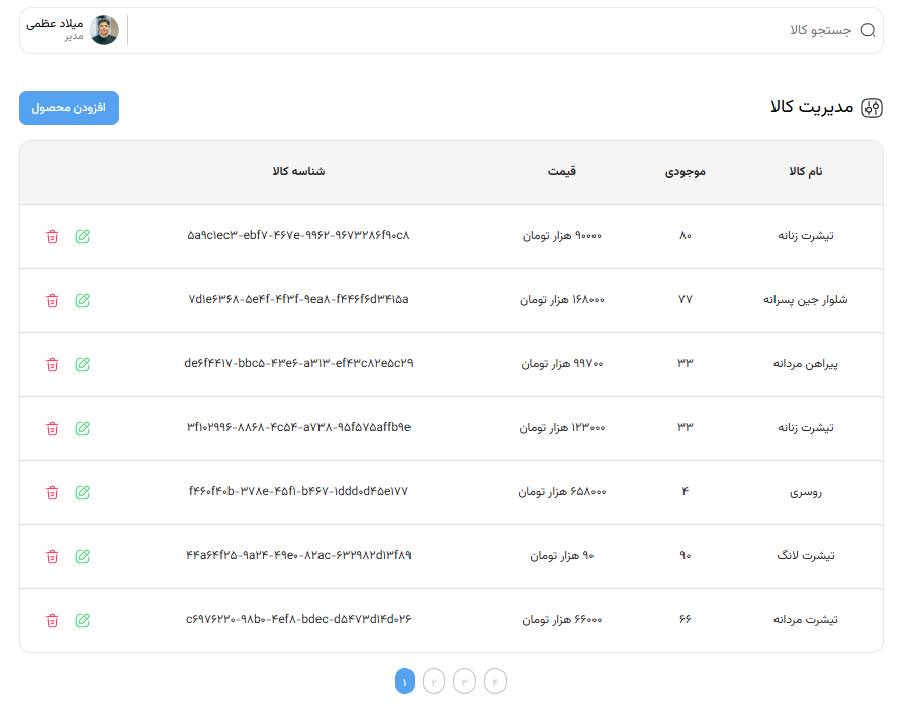 جستجو کالا
میلاد عظمی
مدیر
مدیریت کالا
افزودن محصول
نام کالا موجودی قیمت شناسه کالا
تیشرت زنانه ۸۰ ۹۰۰۰۰ هزار تومان ۵a۹c۱ec۳-ebf۷-۴۶۷e-۹۹۶۲-۹۶۷۳۲۸۶f۹۰c۸
شلوار جین پسرانه ۷۷ ۱۶۸۰۰۰ هزار تومان ۷d۱e۶۳۶۸-۵e۴f-۴f۳f-۹ea۸-f۴۴۶f۶d۳۴۱۵a
پیراهن مردانه ۳۳ ۹۹۷۰۰ هزار تومان de۶f۴۴۱۷-bbc۵-۴۳e۶-a۳۱۳-ef۴۳c۸۲e۵c۲۹
تیشرت زنانه ۳۳ ۱۲۳۰۰۰ هزار تومان ۳f۱۰۲۹۹۶-۸۸۶۸-۴c۵۴-a۷۳۸-۹۵f۵۷۵affb۹e
روسری ۴ ۶۵۸۰۰۰ هزار تومان f۴۶۰f۴۰b-۳۷۸e-۴۵f۱-b۴۶۷-۱ddd۰d۴۵e۱۷۷
تیشرت لانگ ۹۰ ۹۰ هزار تومان ۴۴a۶۴f۳۵-۹a۲۴-۴۹e۰-۸۲ac-۶۳۲۹۸۲d۱۳f۸۹
تیشرت مردانه ۶۶ ۶۶۰۰۰ هزار تومان c۶۹۷۶۲۲۰-۹۸b۰-۴ef۸-bdec-d۵۴۷۳d۱۴d۰۲۶
۱ ۲ ۳ ۴